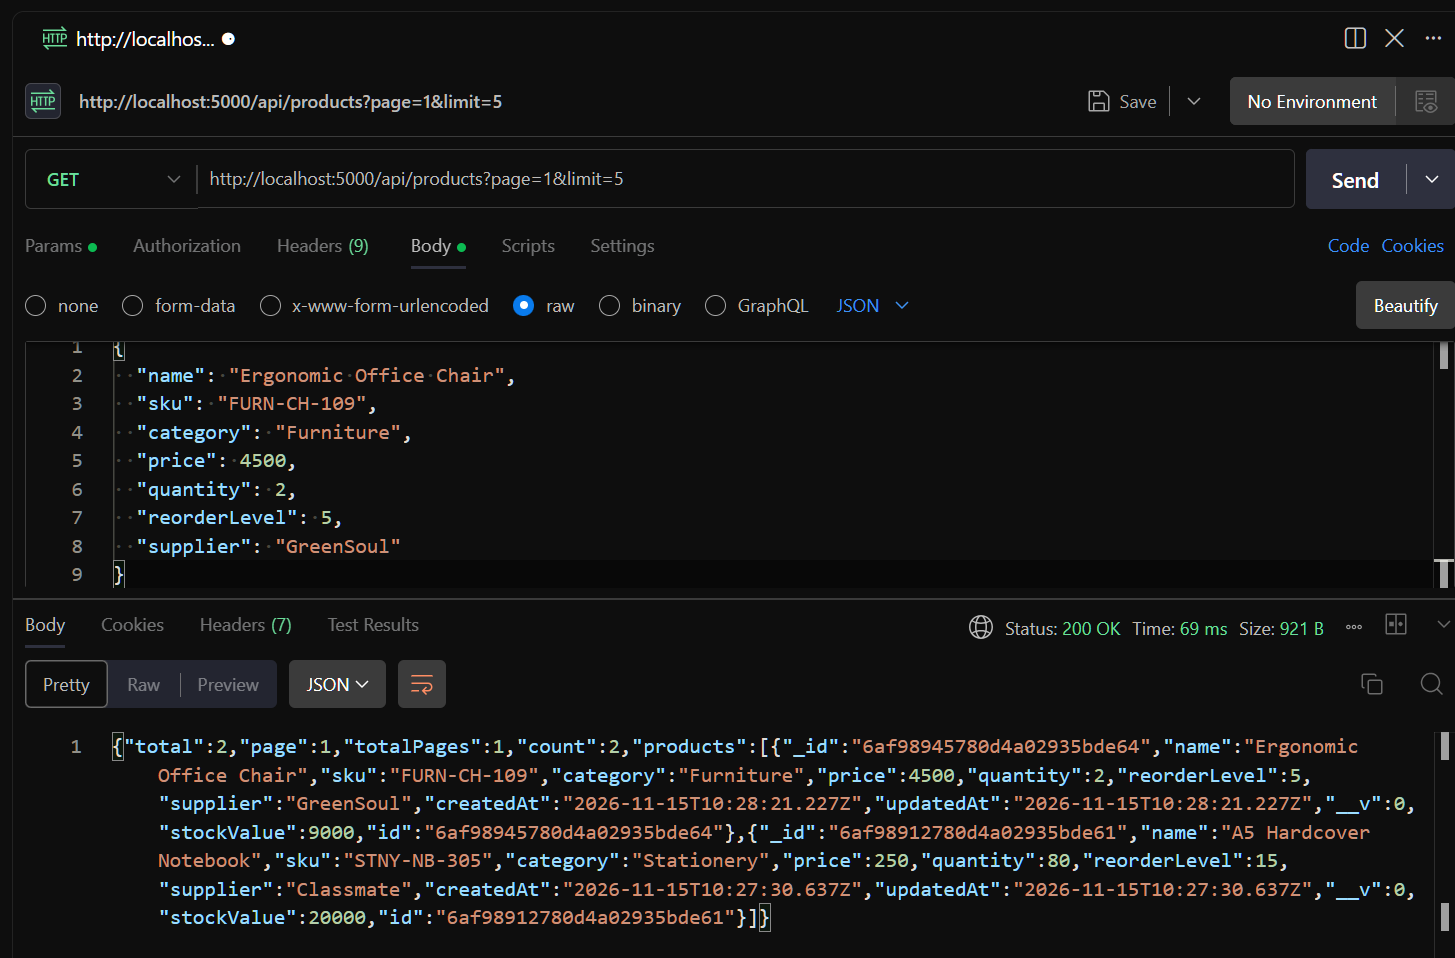 HTTP http://localhos...
HTTP http://localhost:5000/api/products?page=1&limit=5 Save No Environment
GET http://localhost:5000/api/products?page=1&limit=5 Send
Params Authorization Headers (9) Body Scripts Settings Code Cookies
none form-data x-www-form-urlencoded raw binary GraphQL JSON Beautify
1 {
2 "name": "Ergonomic Office Chair",
3 "sku": "FURN-CH-109",
4 "category": "Furniture",
5 "price": 4500,
6 "quantity": 2,
7 "reorderLevel": 5,
8 "supplier": "GreenSoul"
9 }
Body Cookies Headers (7) Test Results Status: 200 OK Time: 69 ms Size: 921 B
Pretty Raw Preview JSON
1 {"total":2,"page":1,"totalPages":1,"count":2,"products":[{"_id":"6af98945780d4a02935bde64","name":"Ergonomic
Office Chair","sku":"FURN-CH-109","category":"Furniture","price":4500,"quantity":2,"reorderLevel":5,
"supplier":"GreenSoul","createdAt":"2026-11-15T10:28:21.227Z","updatedAt":"2026-11-15T10:28:21.227Z","__v":0,
"stockValue":9000,"id":"6af98945780d4a02935bde64"},{"_id":"6af98912780d4a02935bde61","name":"A5 Hardcover
Notebook","sku":"STNY-NB-305","category":"Stationery","price":250,"quantity":80,"reorderLevel":15,
"supplier":"Classmate","createdAt":"2026-11-15T10:27:30.637Z","updatedAt":"2026-11-15T10:27:30.637Z","__v":0,
"stockValue":20000,"id":"6af98912780d4a02935bde61"}]}